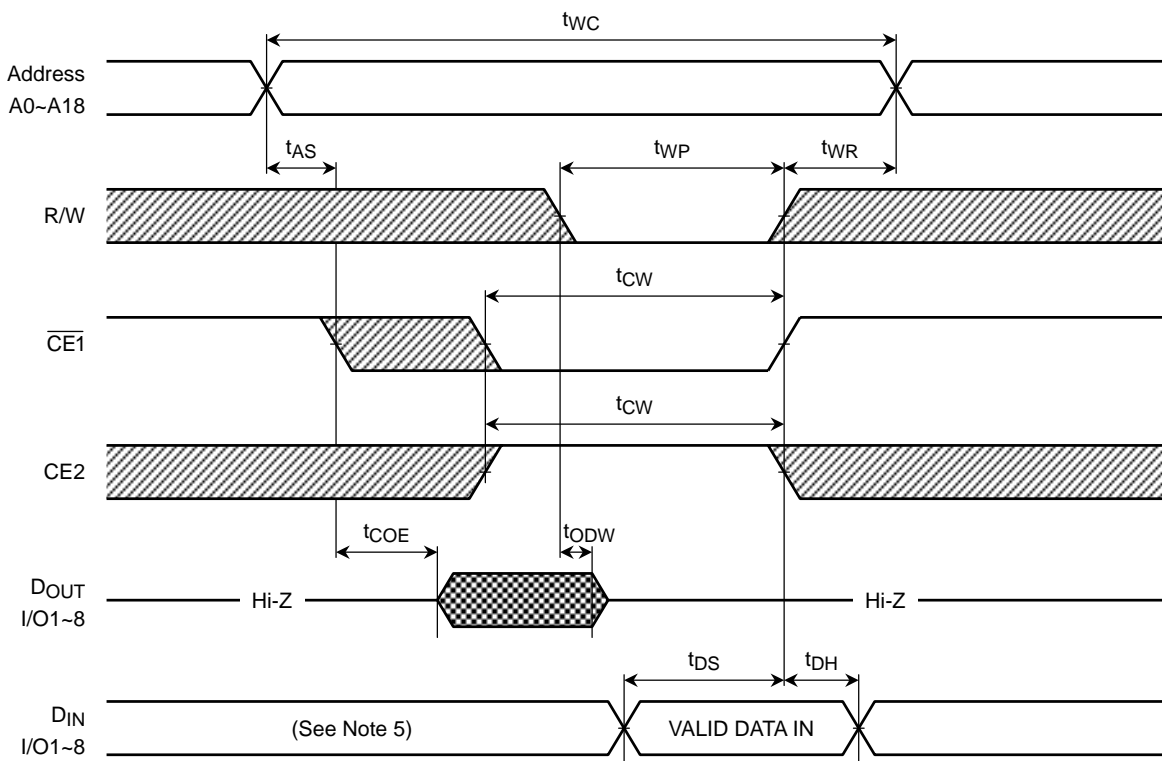 tWC
Address
A0~A18
tAS
tWP
tWR
R/W
tCW
CE1
tCW
CE2
tCOE
tODW
DOUT
I/O1~8
Hi-Z
Hi-Z
tDS
tDH
DIN
I/O1~8
(See Note 5)
VALID DATA IN